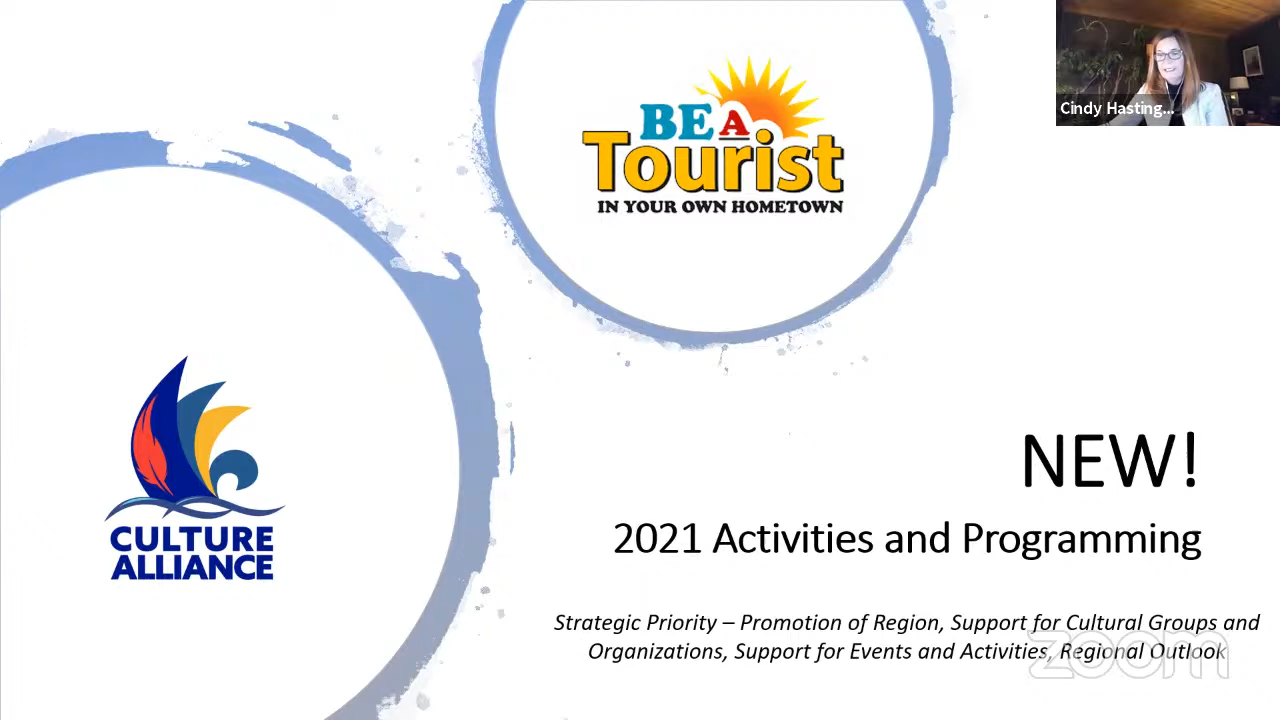 Cindy Hasting...
BE A
Tourist
IN YOUR OWN HOMETOWN
CULTURE
ALLIANCE
NEW!
2021 Activities and Programming
Strategic Priority – Promotion of Region, Support for Cultural Groups and
Organizations, Support for Events and Activities, Regional Outlook
zoom